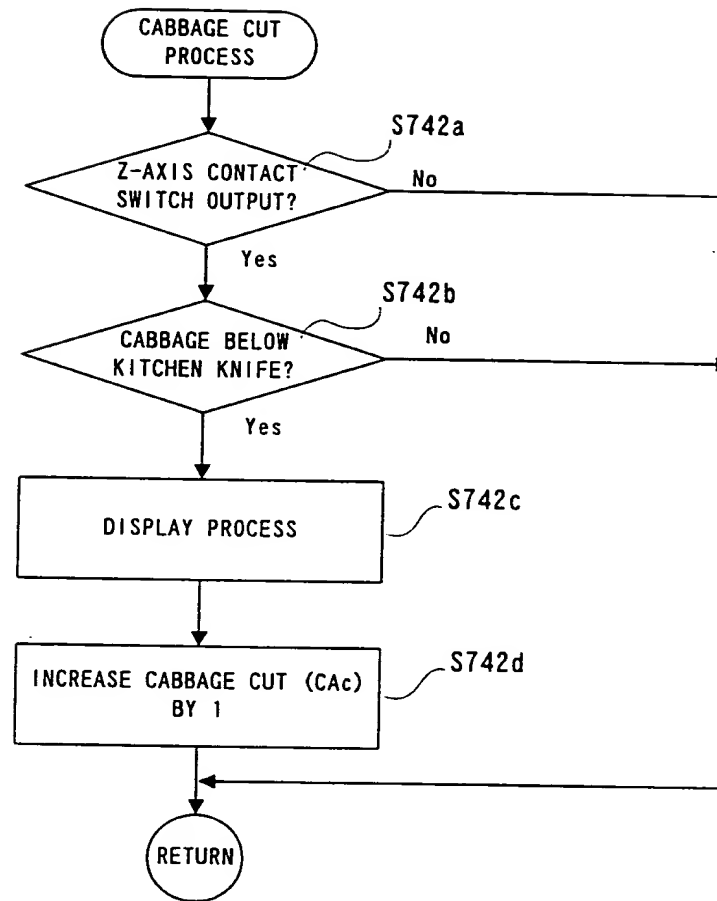 CABBAGE CUT
PROCESS
S742a
Z-AXIS CONTACT
SWITCH OUTPUT?
No
Yes
S742b
CABBAGE BELOW
KITCHEN KNIFE?
No
Yes
S742c
DISPLAY PROCESS
S742d
INCREASE CABBAGE CUT (CAc)
BY 1
RETURN